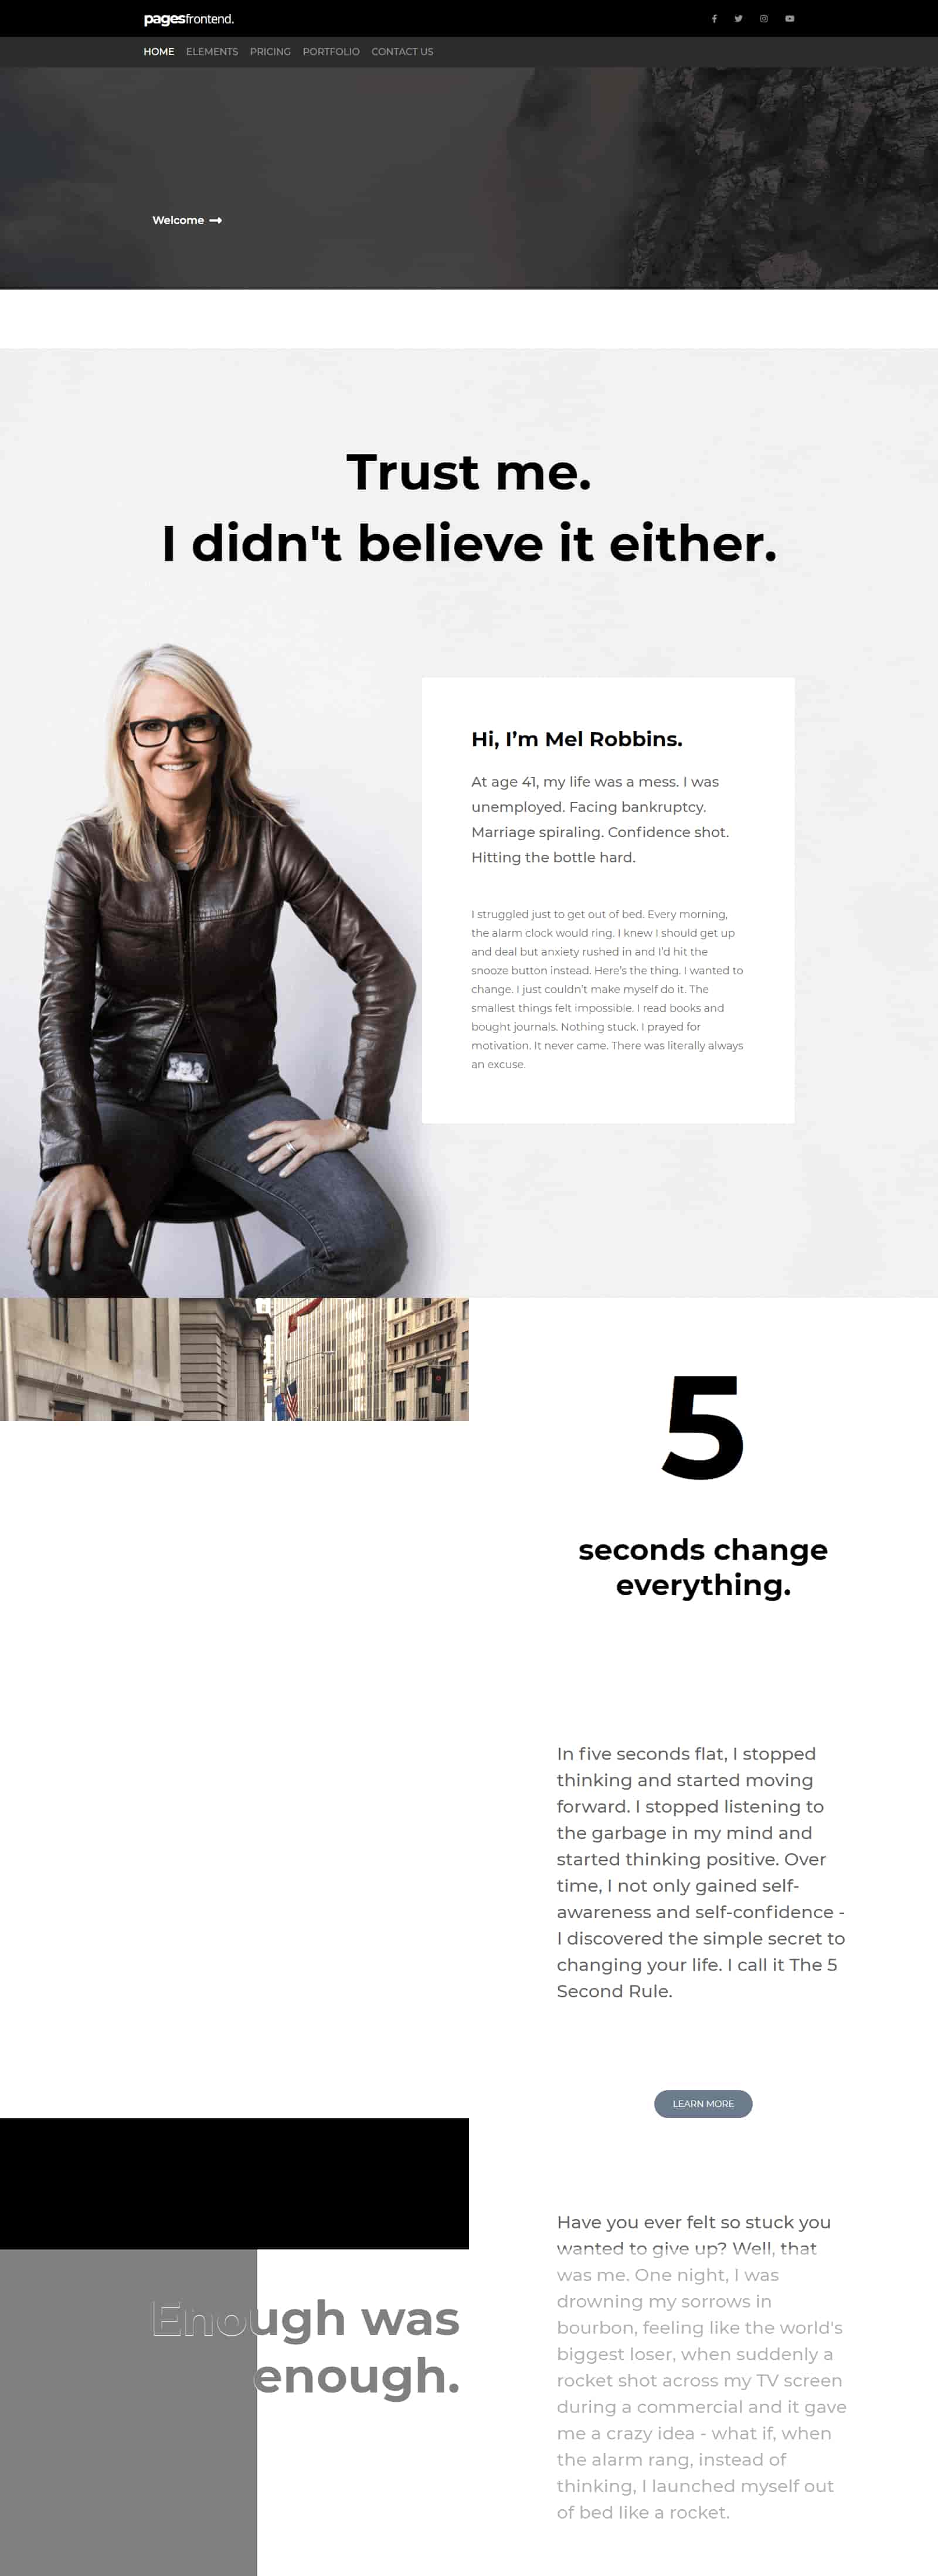 pagesfrontend.
HOME ELEMENTS PRICING PORTFOLIO CONTACT US
Welcome
Trust me.
I didn't believe it either.
Hi, I’m Mel Robbins.
At age 41, my life was a mess. I was
unemployed. Facing bankruptcy.
Marriage spiraling. Confidence shot.
Hitting the bottle hard.
I struggled just to get out of bed. Every morning,
the alarm clock would ring. I knew I should get up
and deal but anxiety rushed in and I’d hit the
snooze button instead. Here’s the thing. I wanted to
change. I just couldn’t make myself do it. The
smallest things felt impossible. I read books and
bought journals. Nothing stuck. I prayed for
motivation. It never came. There was literally always
an excuse.
5
seconds change
everything.
In five seconds flat, I stopped
thinking and started moving
forward. I stopped listening to
the garbage in my mind and
started thinking positive. Over
time, I not only gained self-
awareness and self-confidence -
I discovered the simple secret to
changing your life. I call it The 5
Second Rule.
LEARN MORE
Enough was
enough.
Have you ever felt so stuck you
wanted to give up? Well, that
was me. One night, I was
drowning my sorrows in
bourbon, feeling like the world's
biggest loser, when suddenly a
rocket shot across my TV screen
during a commercial and it gave
me a crazy idea - what if, when
the alarm rang, instead of
thinking, I launched myself out
of bed like a rocket.